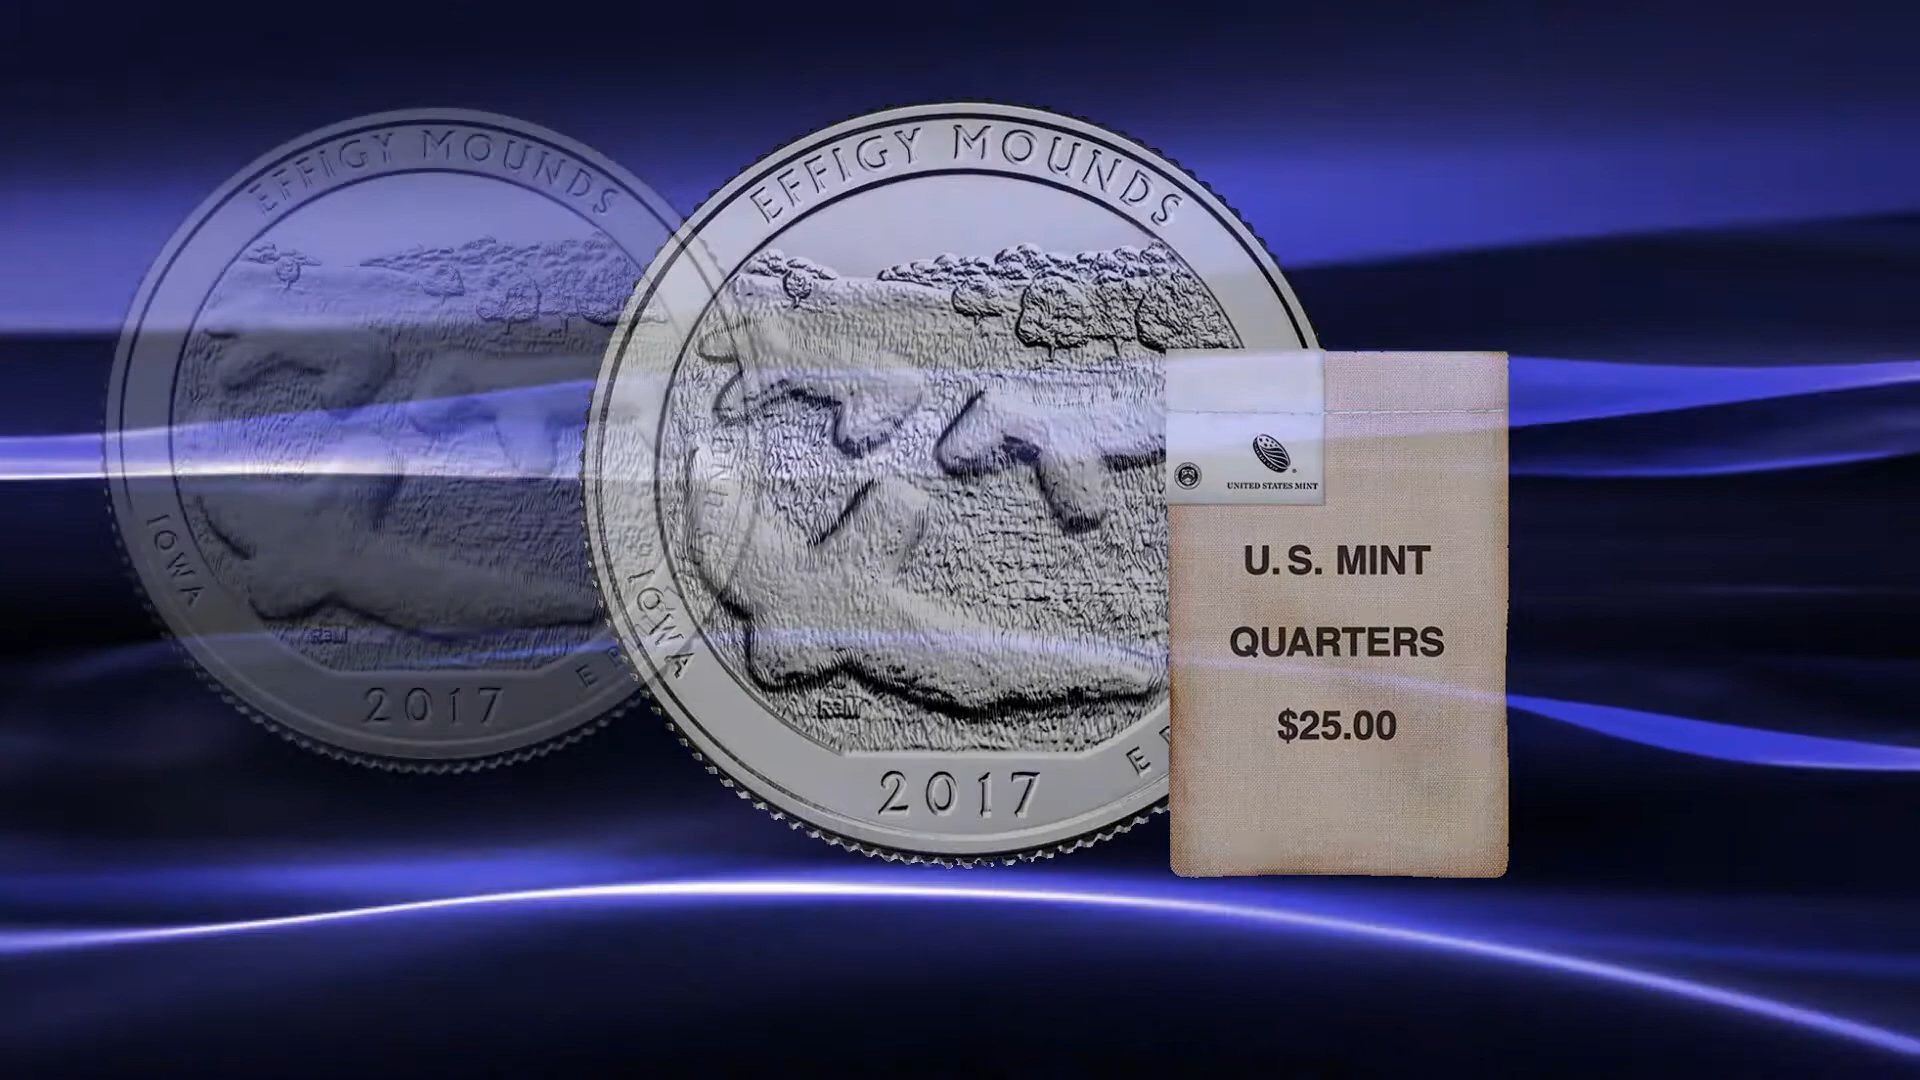 EFFIGY MOUNDS
IOWA
2017
EFFIGY MOUNDS
IOWA
2017
UNITED STATES MINT
U.S. MINT
QUARTERS
$25.00